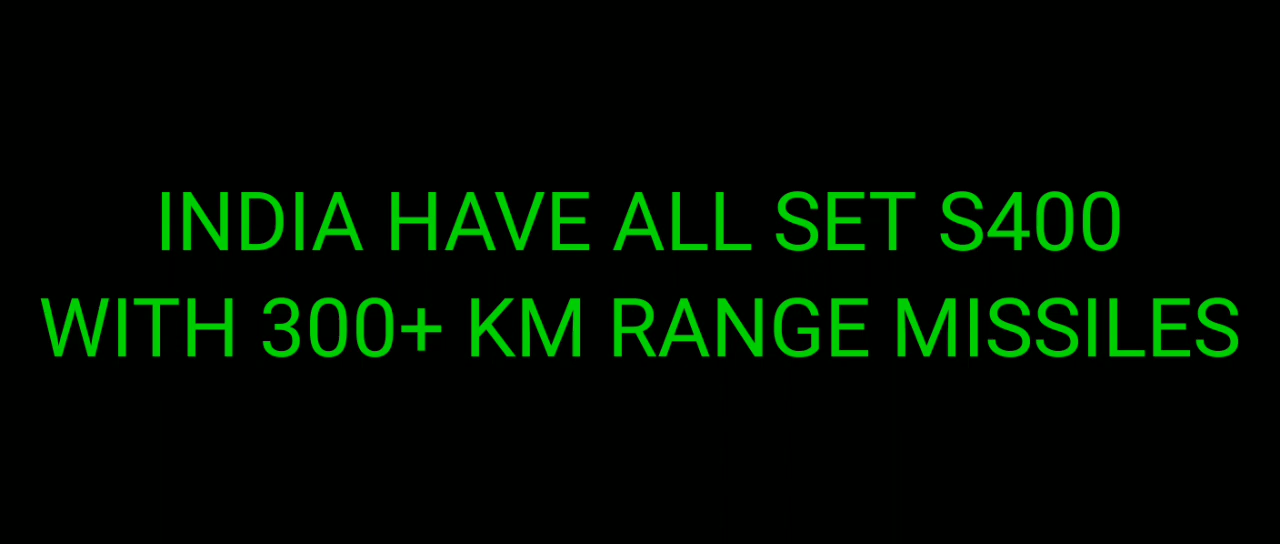 INDIA HAVE ALL SET S400
WITH 300+ KM RANGE MISSILES